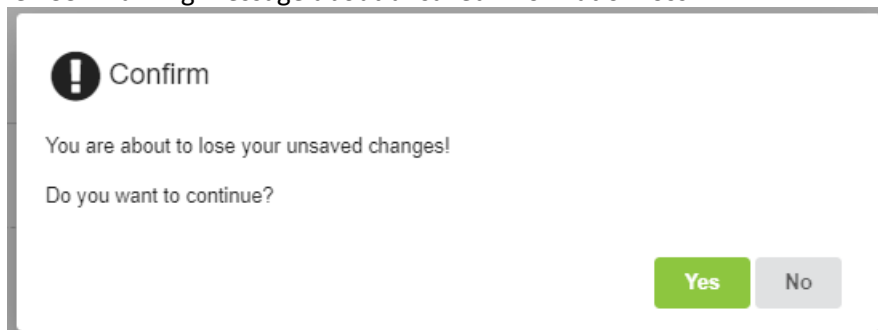 Confirm
You are about to lose your unsaved changes!
Do you want to continue?
Yes No